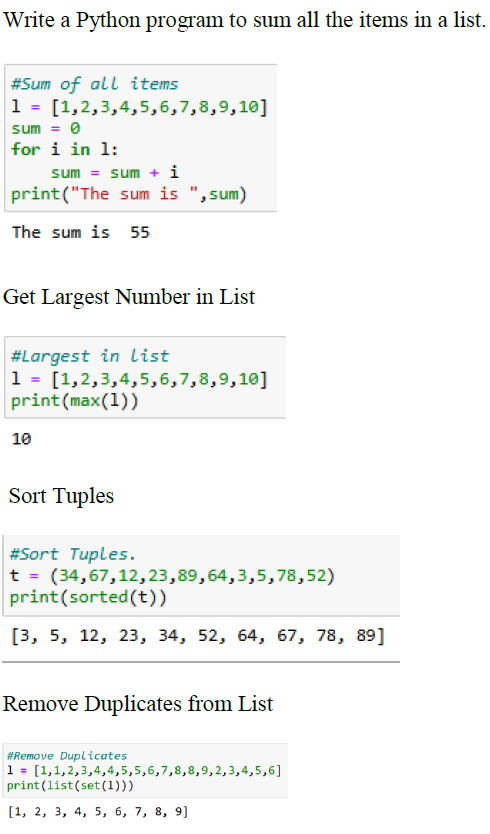 Write a Python program to sum all the items in a list.
#Sum of all items
l = [1,2,3,4,5,6,7,8,9,10]
sum = 0
for i in l:
    sum = sum + i
print("The sum is ",sum)
The sum is  55
Get Largest Number in List
#Largest in list
l = [1,2,3,4,5,6,7,8,9,10]
print(max(l))
10
Sort Tuples
#Sort Tuples.
t = (34,67,12,23,89,64,3,5,78,52)
print(sorted(t))
[3, 5, 12, 23, 34, 52, 64, 67, 78, 89]
Remove Duplicates from List
#Remove Duplicates
l = [1,1,2,3,4,4,5,5,6,7,8,8,9,2,3,4,5,6]
print(list(set(l)))
[1, 2, 3, 4, 5, 6, 7, 8, 9]